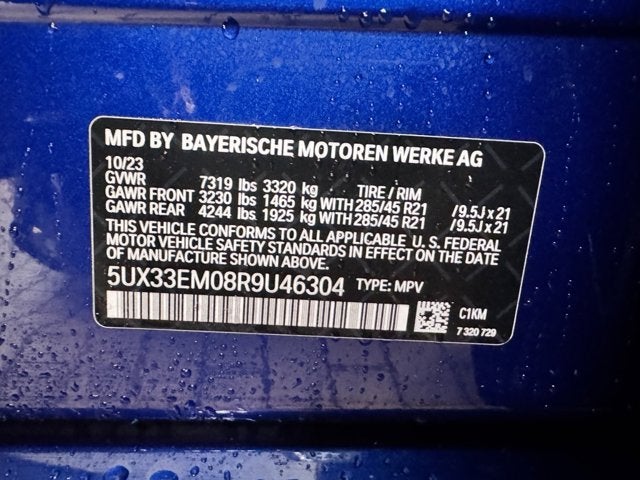 MFD BY BAYERISCHE MOTOREN WERKE AG
10/23
GVWR 7319 lbs 3320 kg TIRE / RIM
GAWR FRONT 3230 lbs 1465 kg WITH 285/45 R21 /9.5J x 21
GAWR REAR 4244 lbs 1925 kg WITH 285/45 R21 /9.5J x 21
THIS VEHICLE CONFORMS TO ALL APPLICABLE U. S. FEDERAL
MOTOR VEHICLE SAFETY STANDARDS IN EFFECT ON THE DATE
OF MANUFACTURE SHOWN ABOVE.
5UX33EM08R9U46304 TYPE: MPV
C1KM
7 320 729